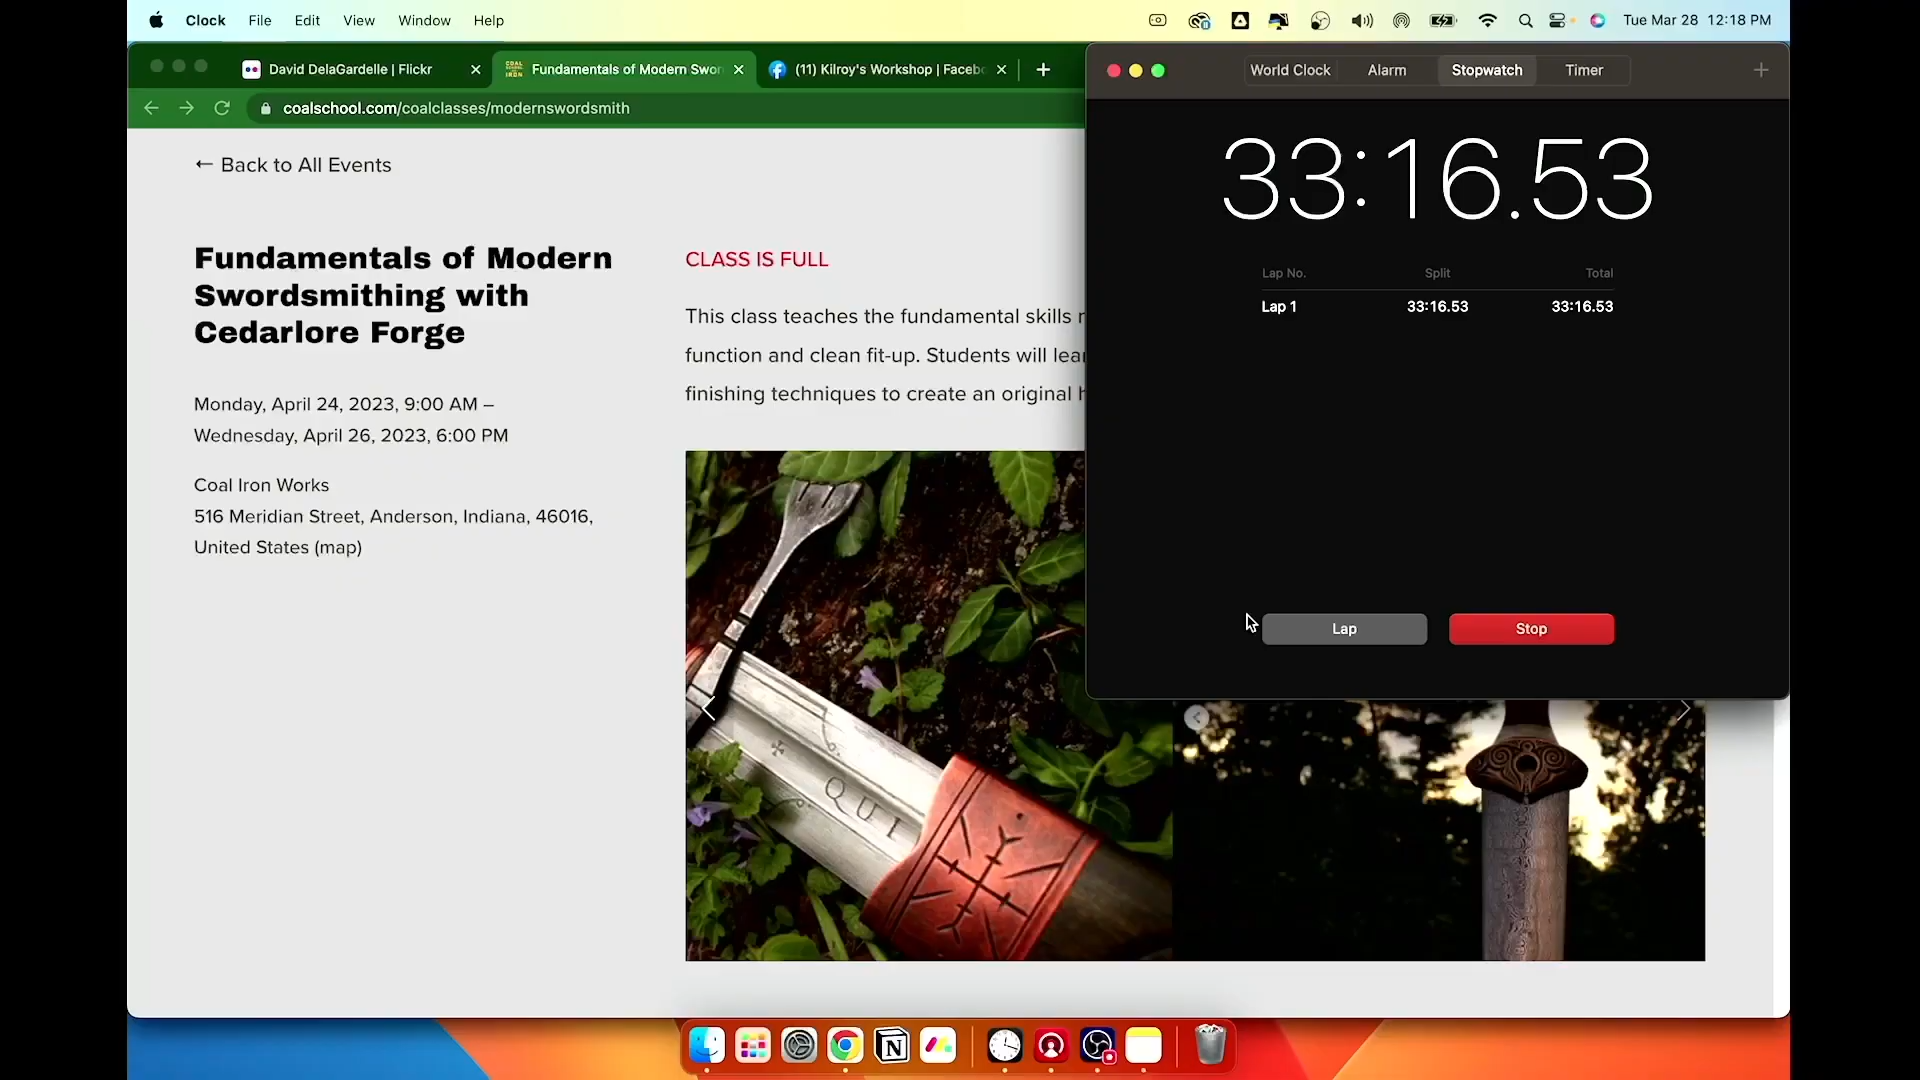 Clock File Edit View Window Help
Tue Mar 28 12:18 PM
David DelaGardelle | Flickr
Fundamentals of Modern Swor
(11) Kilroy's Workshop | Faceb
coalschool.com/coalclasses/modernswordsmith
← Back to All Events
Fundamentals of Modern
Swordsmithing with
Cedarlore Forge
Monday, April 24, 2023, 9:00 AM –
Wednesday, April 26, 2023, 6:00 PM
Coal Iron Works
516 Meridian Street, Anderson, Indiana, 46016,
United States (map)
CLASS IS FULL
This class teaches the fundamental skills
function and clean fit-up. Students will lear
finishing techniques to create an original
QUI
World Clock Alarm Stopwatch Timer
33:16.53
Lap No. Split Total
Lap 1 33:16.53 33:16.53
Lap Stop